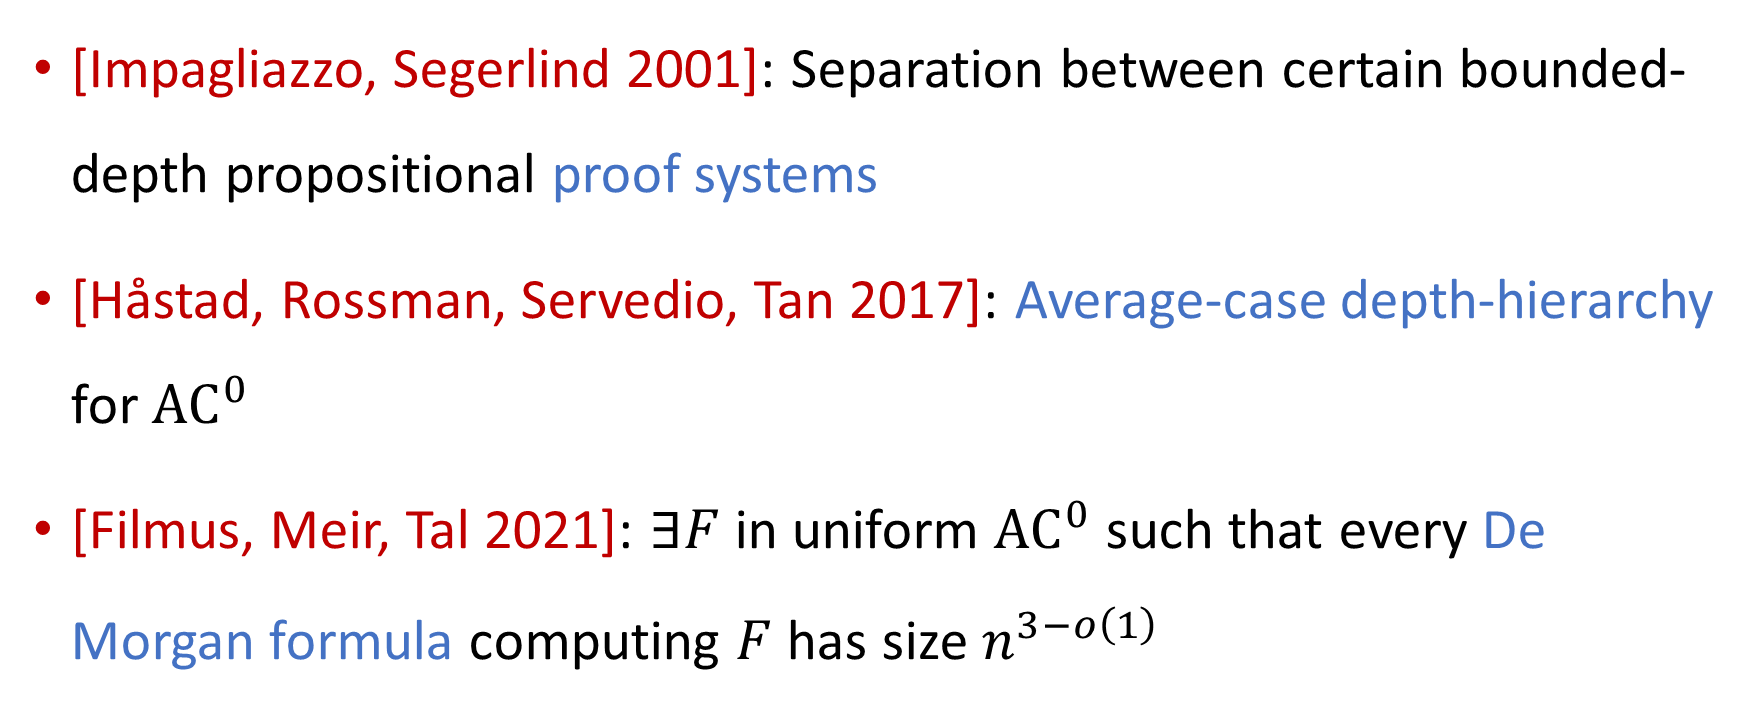 • [Impagliazzo, Segerlind 2001]: Separation between certain bounded-
depth propositional proof systems
• [Håstad, Rossman, Servedio, Tan 2017]: Average-case depth-hierarchy
for AC⁰
• [Filmus, Meir, Tal 2021]: ∃𝐹 in uniform AC⁰ such that every De
Morgan formula computing 𝐹 has size 𝑛³⁻ᵒ⁽¹⁾